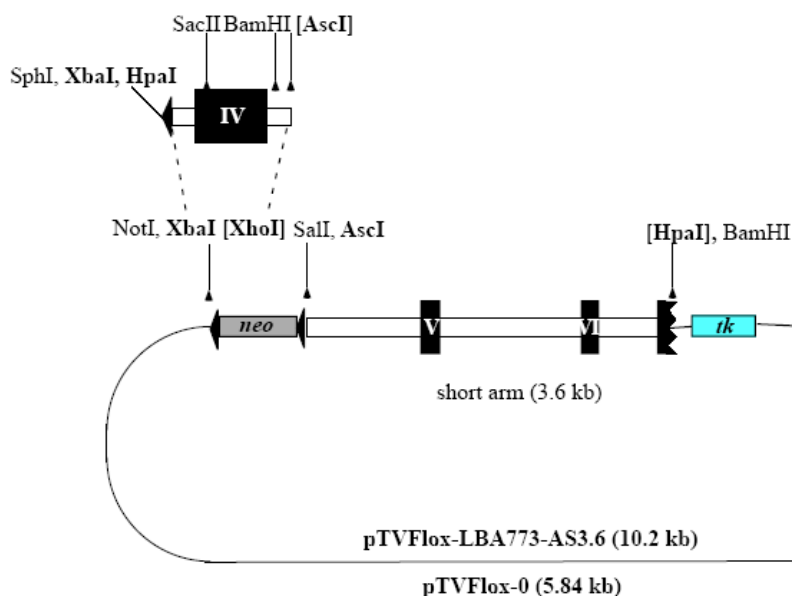 SacII BamHI [AscI]
SphI, XbaI, HpaI
IV
NotI, XbaI [XhoI] SalI, AscI
[HpaI], BamHI
neo
V
VI
tk
short arm (3.6 kb)
pTVFlox-LBA773-AS3.6 (10.2 kb)
pTVFlox-0 (5.84 kb)